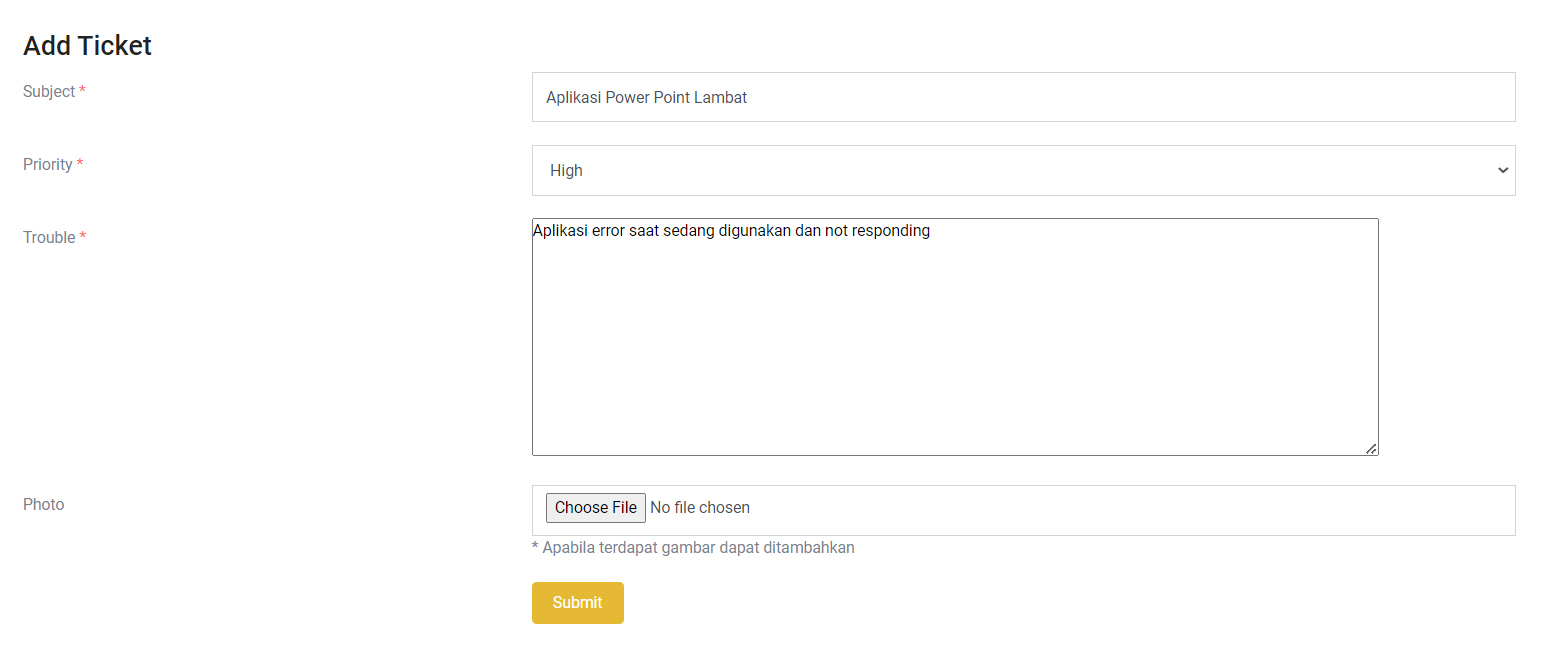 Add Ticket
Subject *
Aplikasi Power Point Lambat
Priority *
High
Trouble *
Aplikasi error saat sedang digunakan dan not responding
Photo
Choose File No file chosen
* Apabila terdapat gambar dapat ditambahkan
Submit